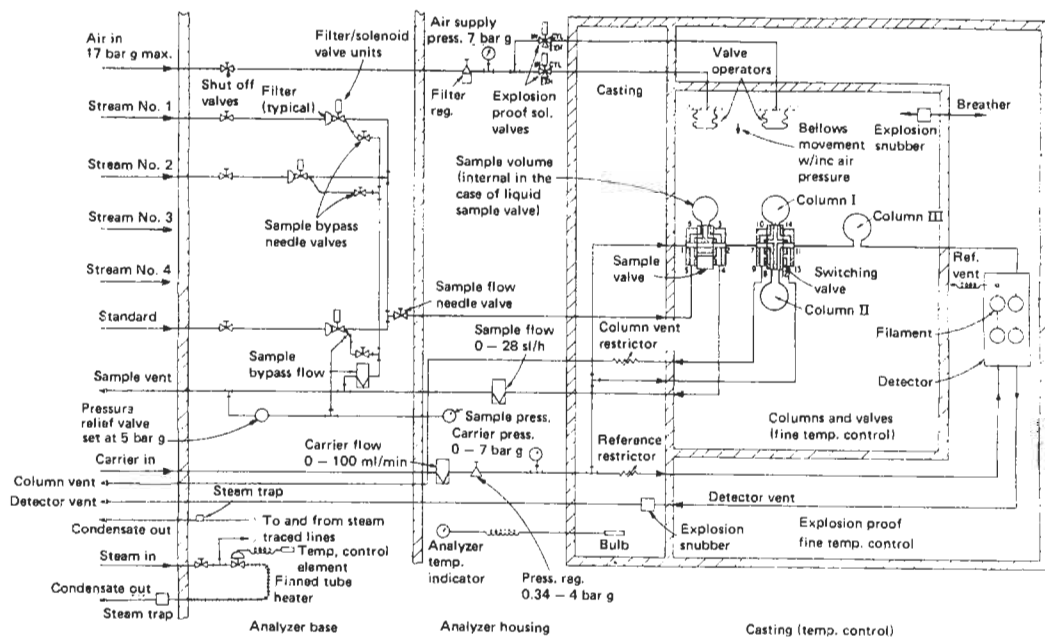 Air in
17 bar g max.
Shut off
valves
Filter
(typical)
Filter/solenoid
valve units
Air supply
press. 7 bar g
Filter
reg.
Explosion
proof sol.
valves
Casting
Valve
operators
Bellows
movement
w/inc air
pressure
Explosion
snubber
Breather
Stream No. 1
Stream No. 2
Stream No. 3
Stream No. 4
Standard
Sample bypass
needle valves
Sample volume
(internal in the
case of liquid
sample valve)
Column I
Column III
Sample
valve
Switching
valve
Column II
Ref.
vent
Filament
Detector
Sample flow
needle valve
Sample flow
0 – 28 sl/h
Column vent
restrictor
Sample
bypass flow
Sample vent
Pressura
relief valve
set at 5 bar g
Sample press.
Carrier press.
0 – 7 bar g
Carrier flow
0 – 100 ml/min
Reference
restrictor
Columns and valves
(fine temp. control)
Carrier in
Column vent
Detector vent
Steam trap
Condensate out
To and from steam
traced lines
Steam in
Temp, control
element
Finned tube
heater
Condensate out
Steam trap
Analyzer
temp.
indicator
Press. reg.
0.34 – 4 bar g
Bulb
Explosion
snubber
Detector vent
Explosion proof
fine temp. control
Analyzer base
Analyzer housing
Casting (temp. control)